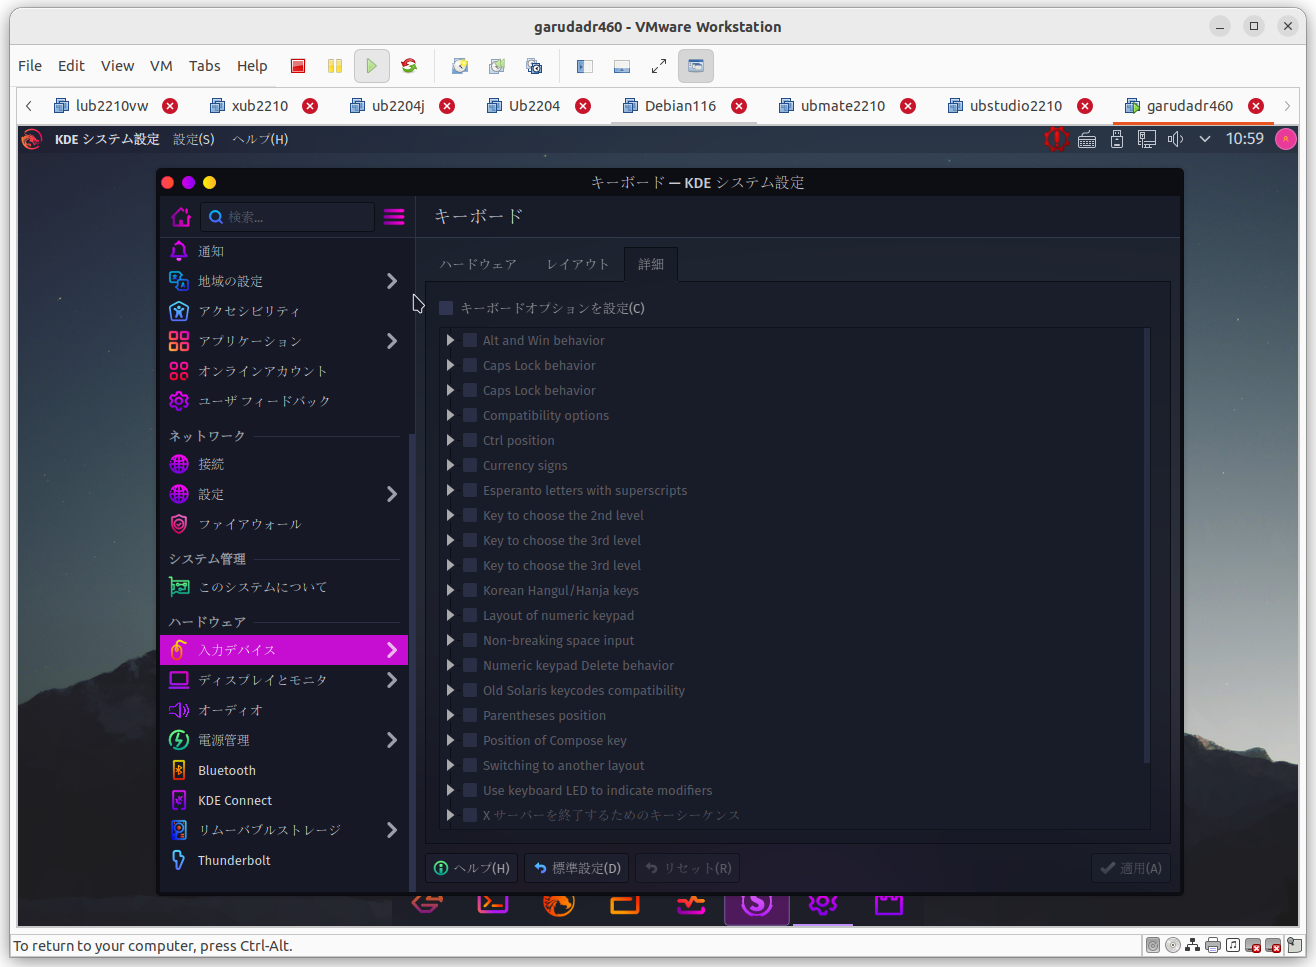 garudadr460 - VMware Workstation
File Edit View VM Tabs Help
lub2210vw xub2210 ub2204j Ub2204 Debian116 ubmate2210 ubstudio2210 garudadr460
KDE システム設定 設定(S) ヘルプ(H) 10:59
キーボード — KDE システム設定
検索...
キーボード
通知
地域の設定
アクセシビリティ
アプリケーション
オンラインアカウント
ユーザフィードバック
ネットワーク
接続
設定
ファイアウォール
システム管理
このシステムについて
ハードウェア
入力デバイス
ディスプレイとモニタ
オーディオ
電源管理
Bluetooth
KDE Connect
リムーバブルストレージ
Thunderbolt
ハードウェア レイアウト 詳細
キーボードオプションを設定(C)
Alt and Win behavior
Caps Lock behavior
Caps Lock behavior
Compatibility options
Ctrl position
Currency signs
Esperanto letters with superscripts
Key to choose the 2nd level
Key to choose the 3rd level
Key to choose the 3rd level
Korean Hangul/Hanja keys
Layout of numeric keypad
Non-breaking space input
Numeric keypad Delete behavior
Old Solaris keycodes compatibility
Parentheses position
Position of Compose key
Switching to another layout
Use keyboard LED to indicate modifiers
X サーバーを終了するためのキーシーケンス
ヘルプ(H) 標準設定(D) リセット(R) 適用(A)
To return to your computer, press Ctrl-Alt.